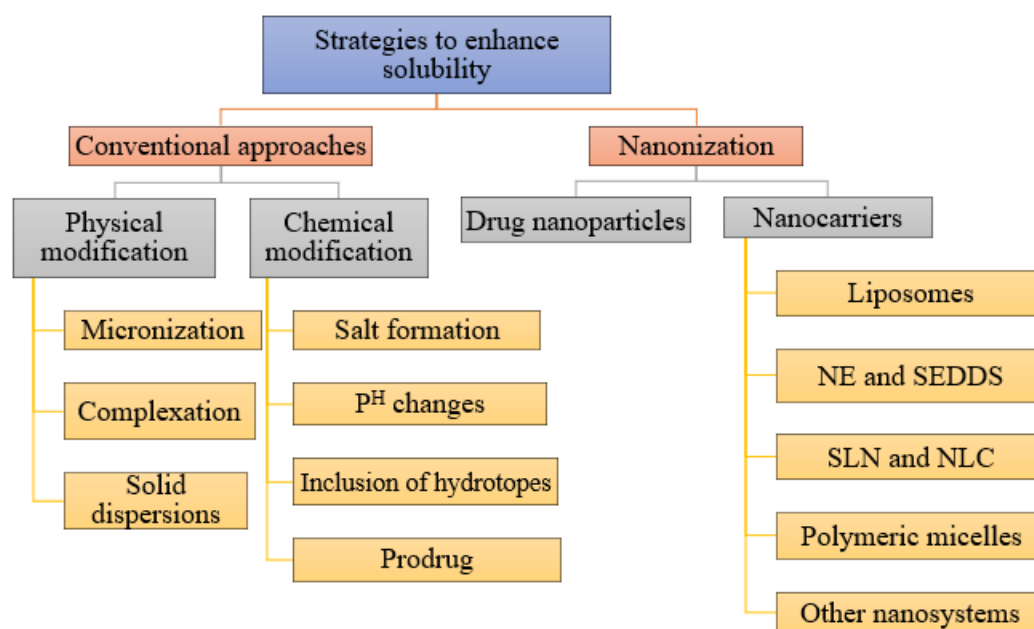 Strategies to enhance
solubility
Conventional approaches
Nanonization
Physical
modification
Chemical
modification
Drug nanoparticles
Nanocarriers
Micronization
Complexation
Solid
dispersions
Salt formation
Pᴴ changes
Inclusion of hydrotopes
Prodrug
Liposomes
NE and SEDDS
SLN and NLC
Polymeric micelles
Other nanosystems